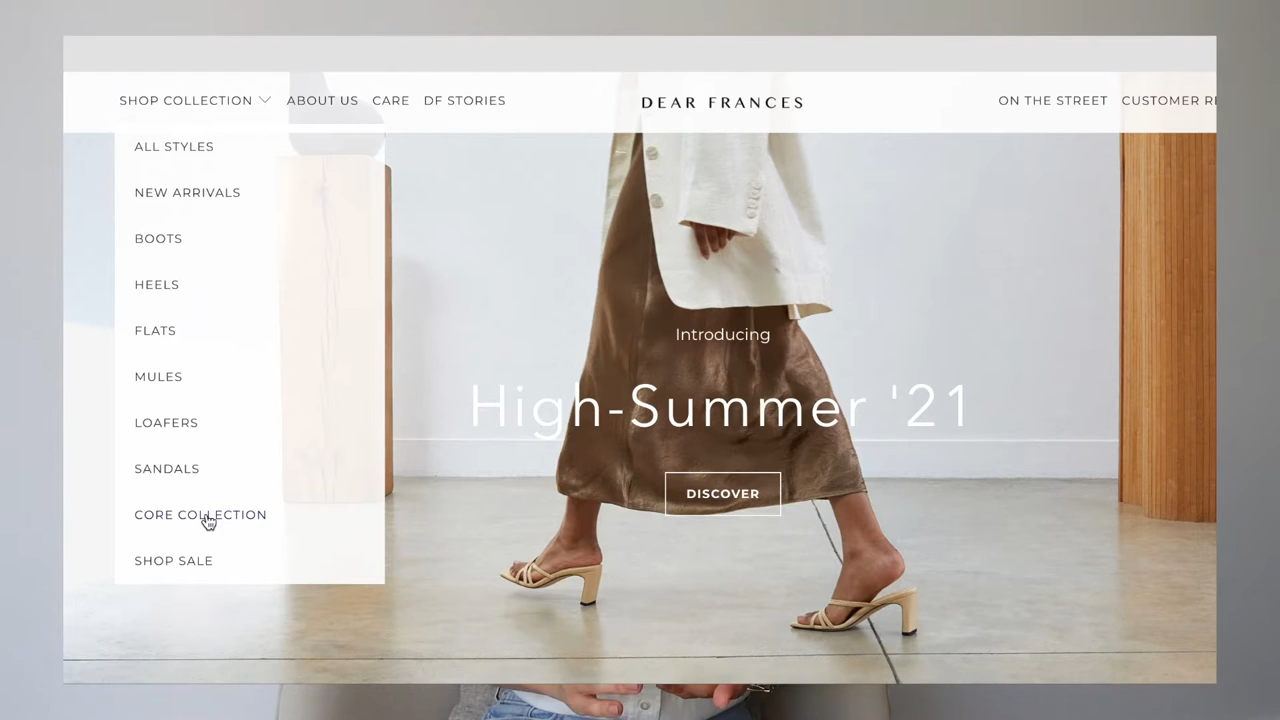 SHOP COLLECTION ABOUT US CARE DF STORIES DEAR FRANCES ON THE STREET CUSTOMER
ALL STYLES
NEW ARRIVALS
BOOTS
HEELS
FLATS
MULES
LOAFERS
SANDALS
CORE COLLECTION
SHOP SALE
Introducing
High-Summer '21
DISCOVER